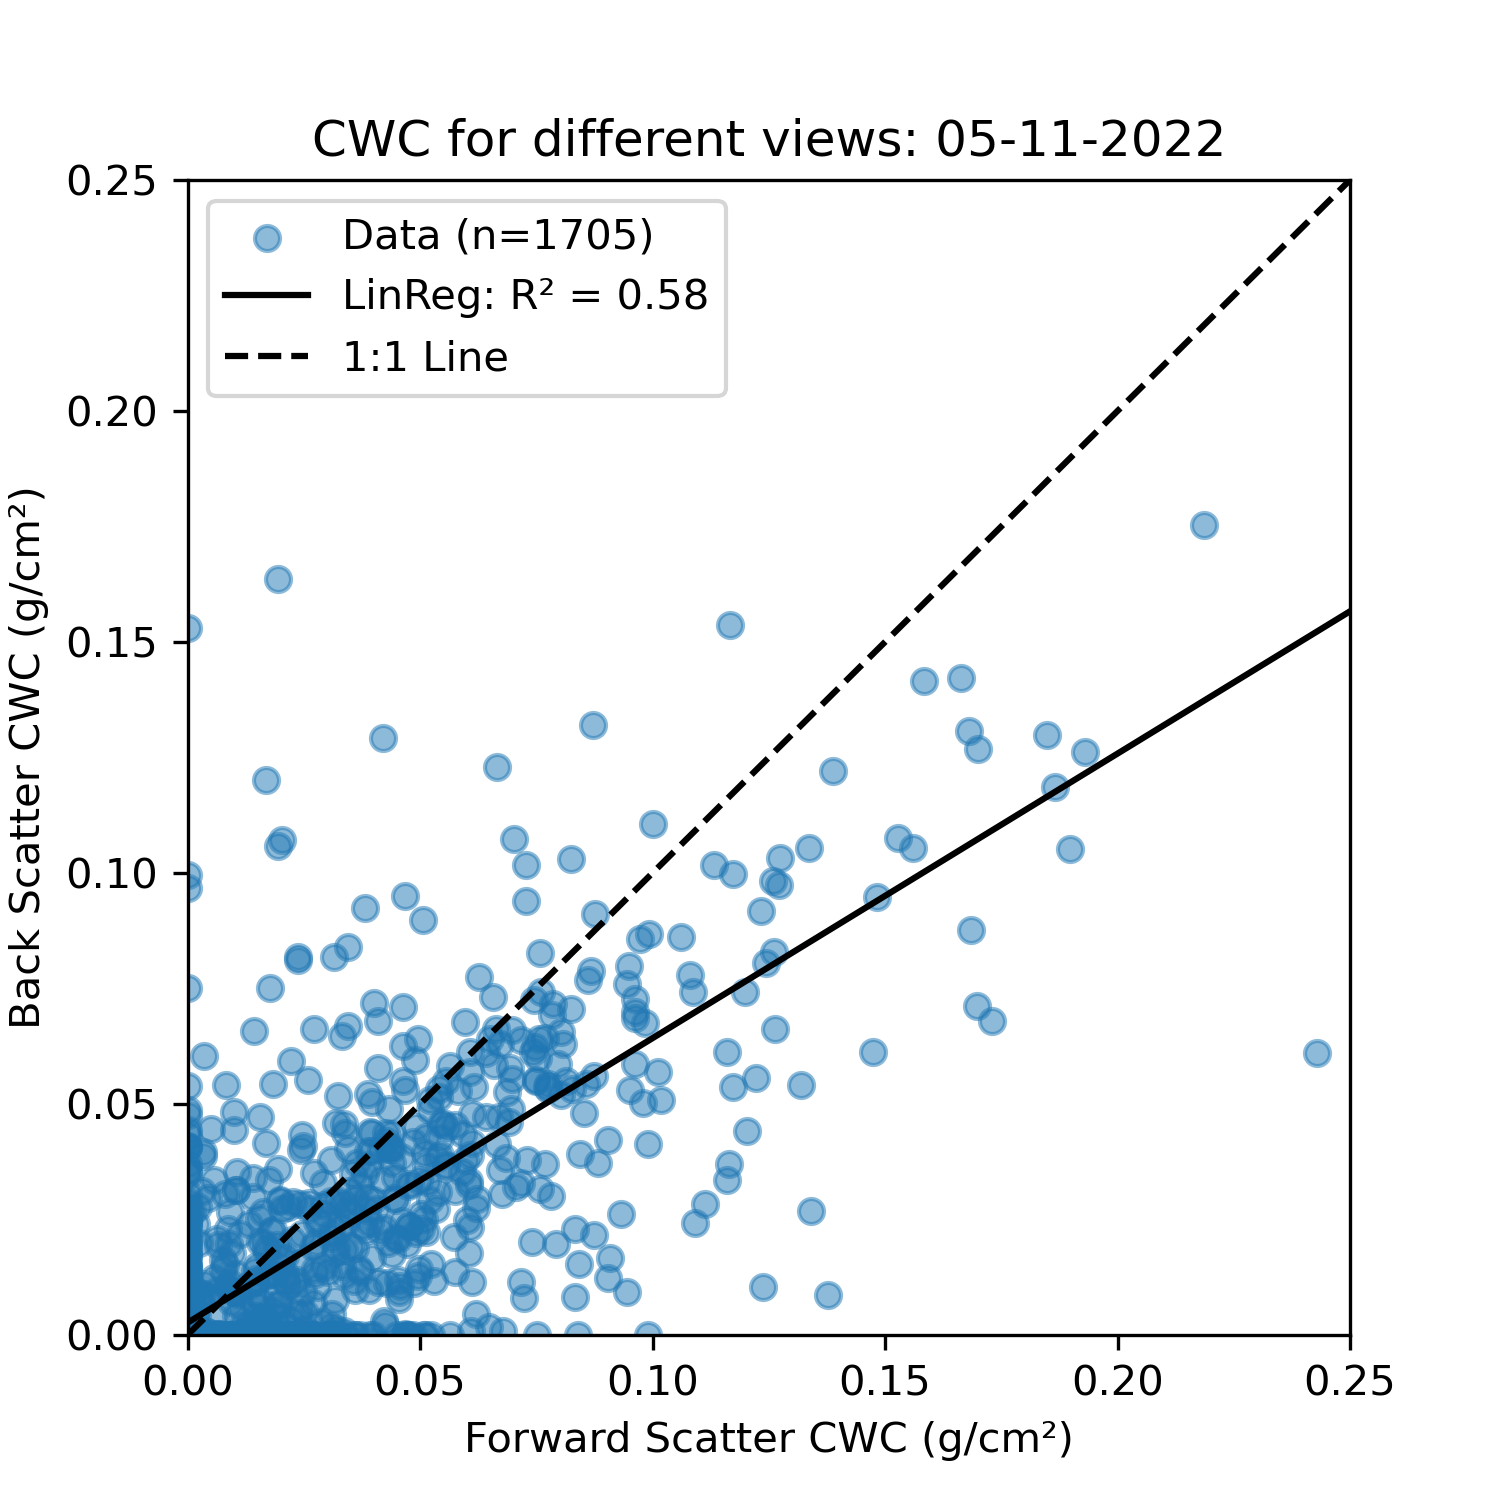 CWC for different views: 05-11-2022
Data (n=1705)
LinReg: R² = 0.58
1:1 Line
Back Scatter CWC (g/cm²)
0.25
0.20
0.15
0.10
0.05
0.00
0.00 0.05 0.10 0.15 0.20 0.25
Forward Scatter CWC (g/cm²)